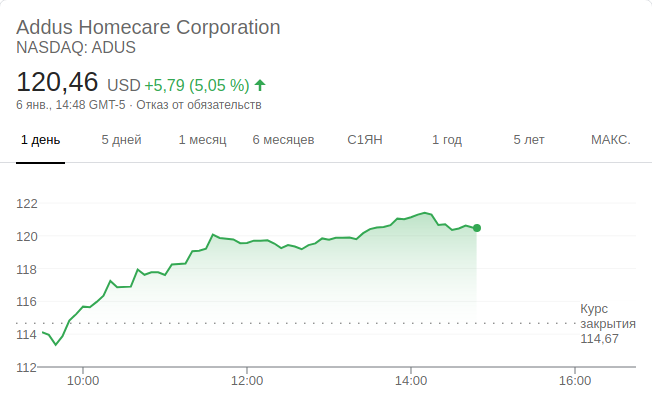 Addus Homecare Corporation
NASDAQ: ADUS
120,46 USD +5,79 (5,05 %)
6 янв., 14:48 GMT-5 · Отказ от обязательств
1 день 5 дней 1 месяц 6 месяцев С1ЯН 1 год 5 лет МАКС.
122
120
118
116
114
112
Курс
закрытия
114,67
10:00 12:00 14:00 16:00